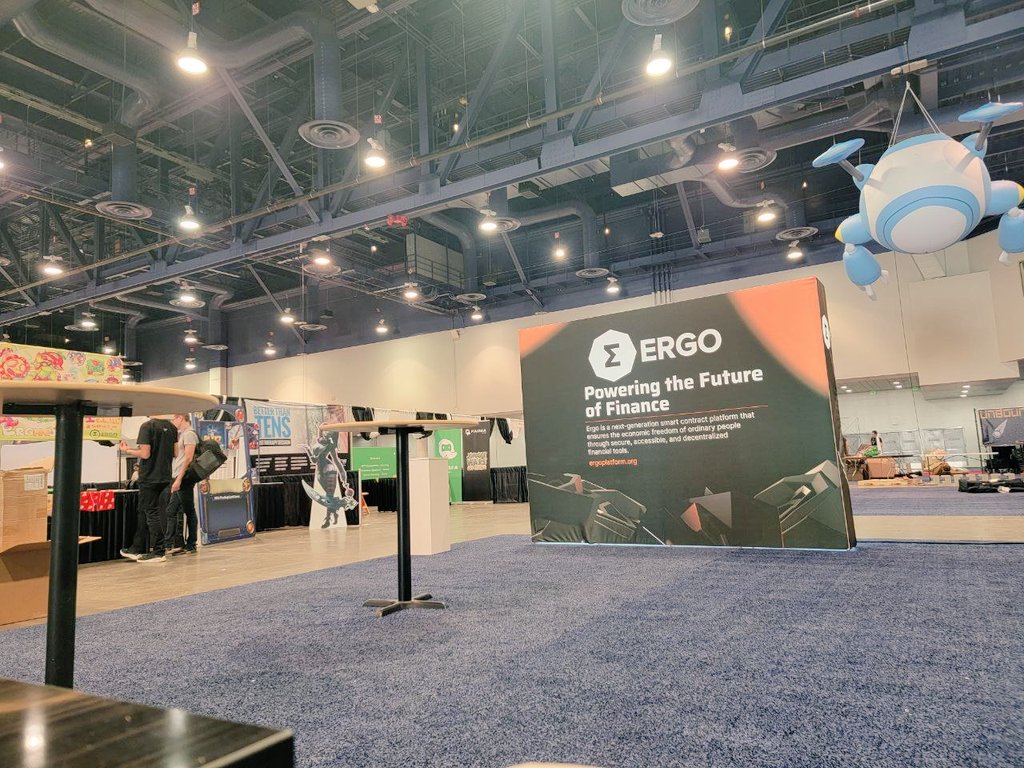 ERGO
Powering the Future
of Finance
Ergo is a next-generation smart contract platform that
ensures the economic freedom of ordinary people
through secure, accessible, and decentralized
financial tools.
ergoplatform.org
BETTER THAN
TENS